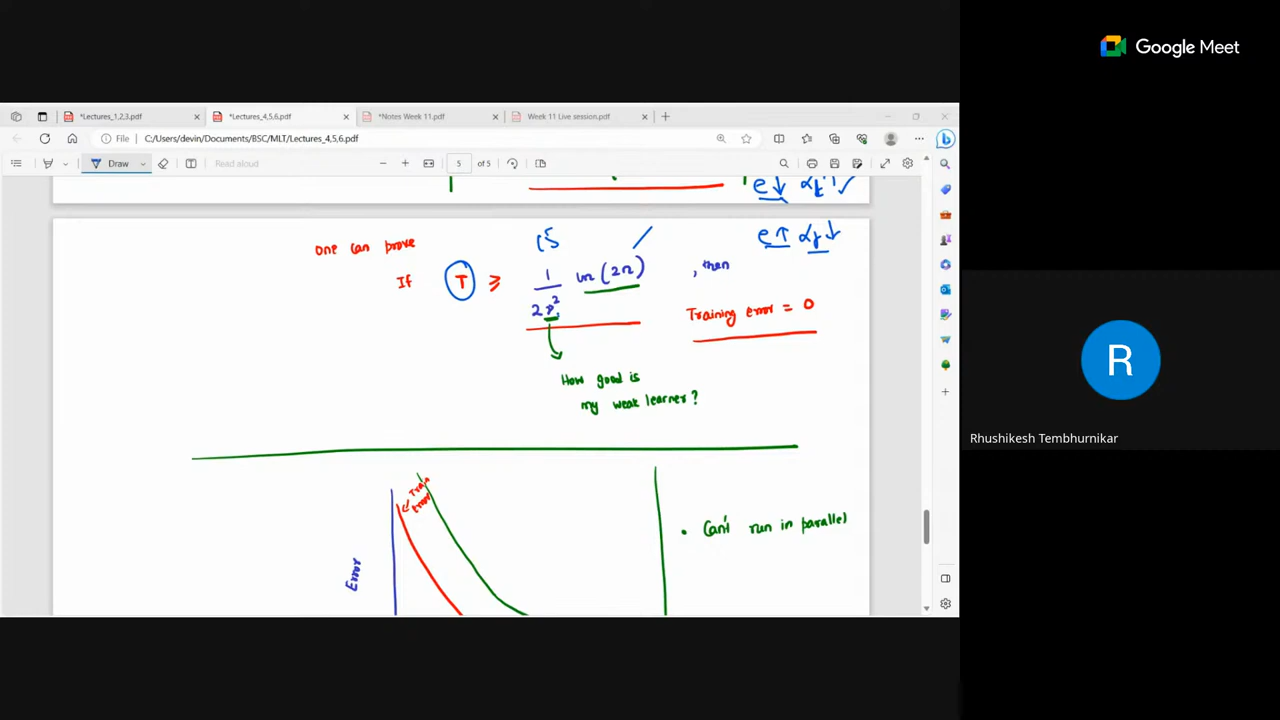 Google Meet
*Lectures_1,2,3.pdf
*Lectures_4,5,6.pdf
*Notes Week 11.pdf
Week 11 Live session.pdf
File
C:/Users/devin/Documents/BSC/MLT/Lectures_4,5,6.pdf
Draw
Read aloud
5 of 5
e↓ αt↑ ✓
One can prove
e↑ αt↓
If T ≥ 1/2γ² ln(2n) , then
Training error = 0
How good is
my weak learner?
Train
Error
• Can't run in parallel
Error
R
Rhushikesh Tembhurnikar